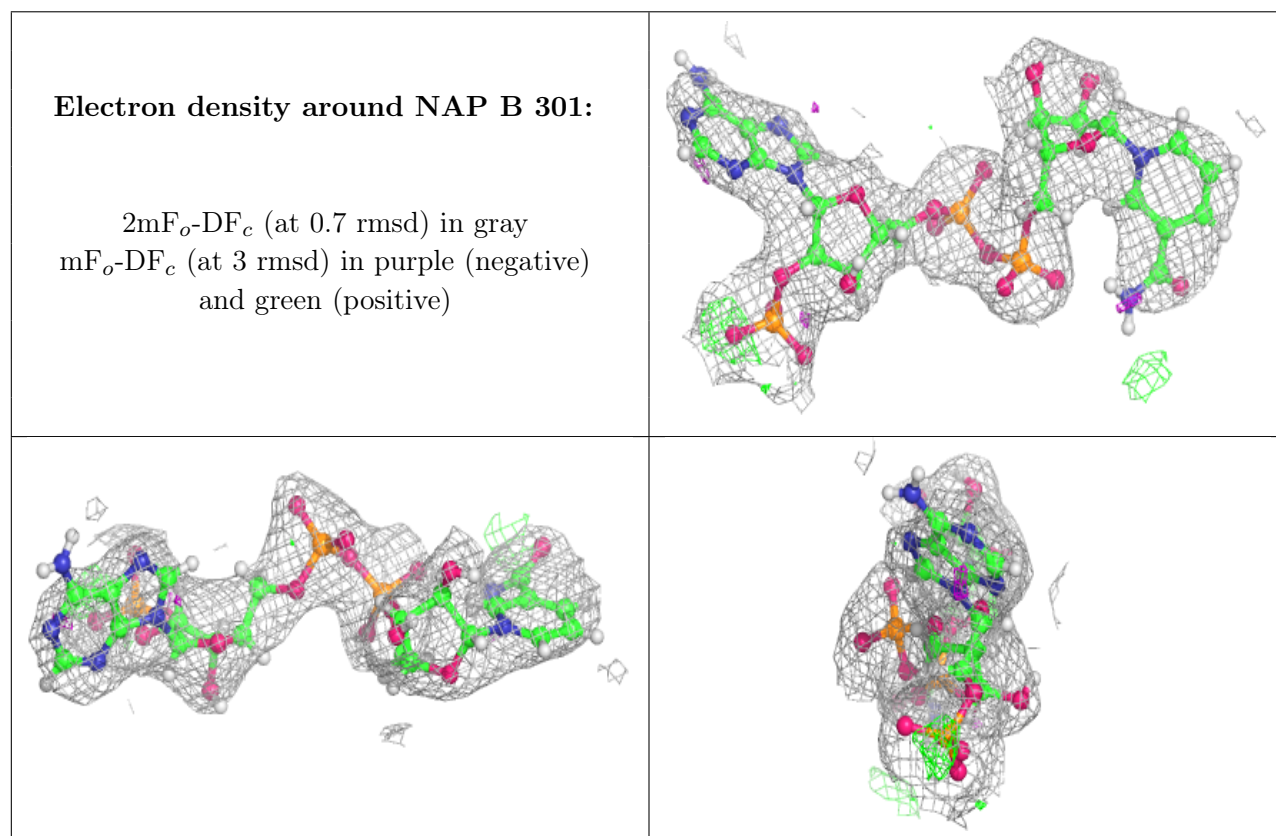 Electron density around NAP B 301:
2mFo-DFc (at 0.7 rmsd) in gray
mFo-DFc (at 3 rmsd) in purple (negative)
and green (positive)